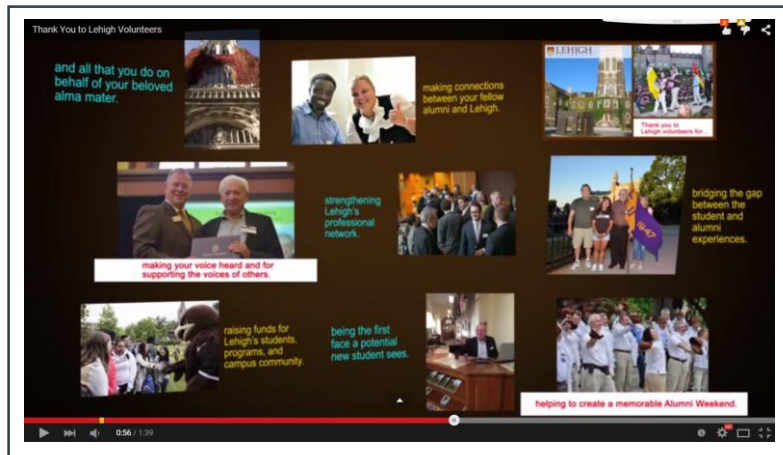 Thank You to Lehigh Volunteers
and all that you do on
behalf of your beloved
alma mater.
making connections
between your fellow
alumni and Lehigh.
LEHIGH
Thank you to
Lehigh volunteers for...
making your voice heard and for
supporting the voices of others.
strengthening
Lehigh's
professional
network.
1947
bridging the gap
between the
student and
alumni
experiences.
raising funds for
Lehigh's students,
programs, and
campus community.
being the first
face a potential
new student sees.
helping to create a memorable Alumni Weekend.
0:56 / 1:39